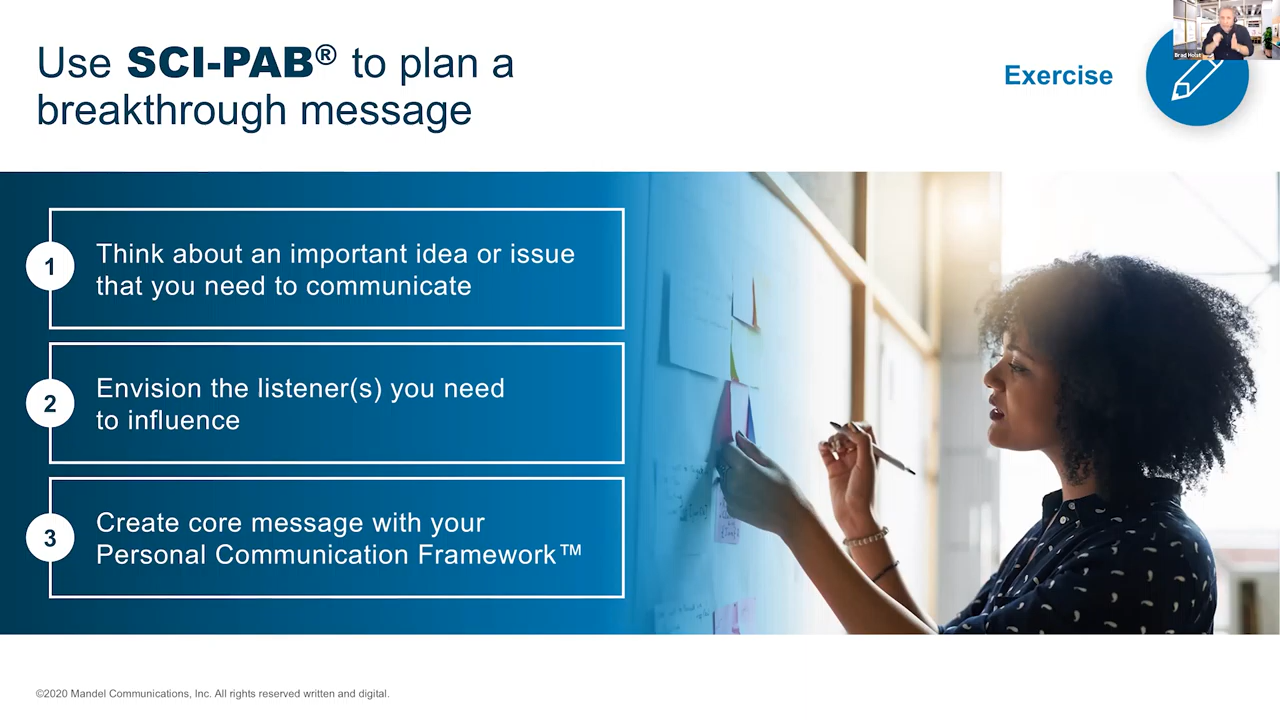 Use SCI-PAB® to plan a
breakthrough message
Exercise
Brad Holst
1
Think about an important idea or issue
that you need to communicate
2
Envision the listener(s) you need
to influence
3
Create core message with your
Personal Communication Framework™
©2020 Mandel Communications, Inc. All rights reserved written and digital.